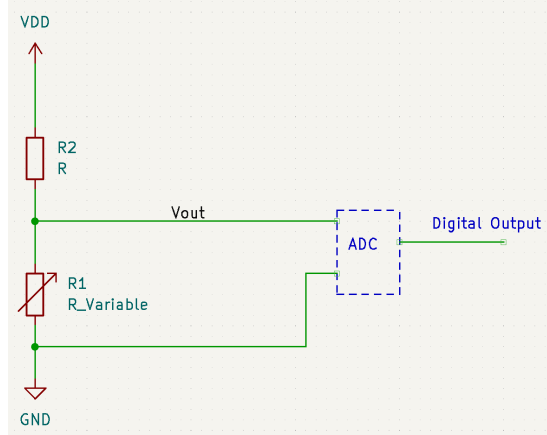 VDD
R2
R
Vout
Digital Output
ADC
R1
R_Variable
GND